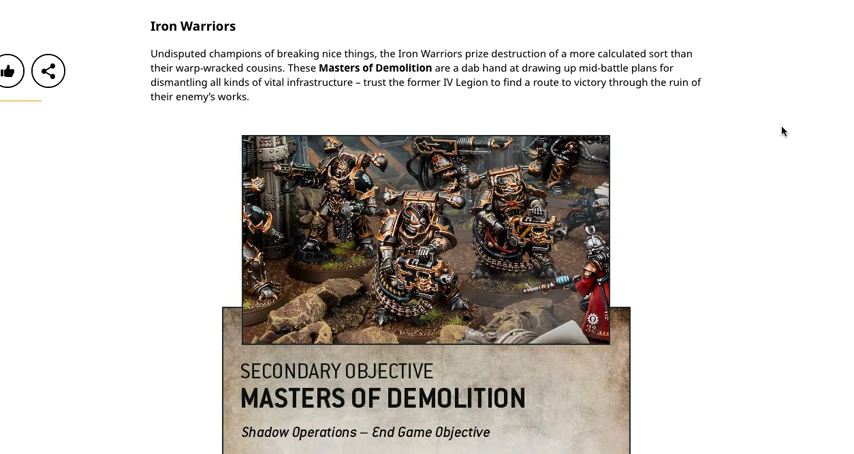 Iron Warriors
Undisputed champions of breaking nice things, the Iron Warriors prize destruction of a more calculated sort than
their warp-wracked cousins. These Masters of Demolition are a dab hand at drawing up mid-battle plans for
dismantling all kinds of vital infrastructure – trust the former IV Legion to find a route to victory through the ruin of
their enemy's works.
SECONDARY OBJECTIVE
MASTERS OF DEMOLITION
Shadow Operations – End Game Objective